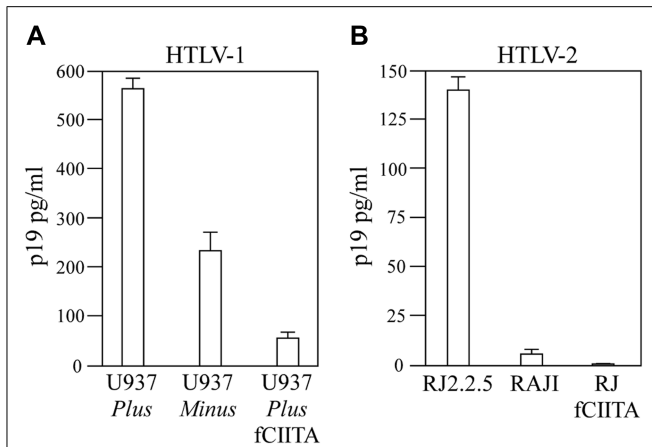 A
HTLV-1
600
500
400
300
200
100
0
p19 pg/ml
U937 U937 U937
Plus Minus Plus
fCIITA
B
HTLV-2
150
125
100
75
50
25
0
p19 pg/ml
RJ2.2.5 RAJI RJ
fCIITA